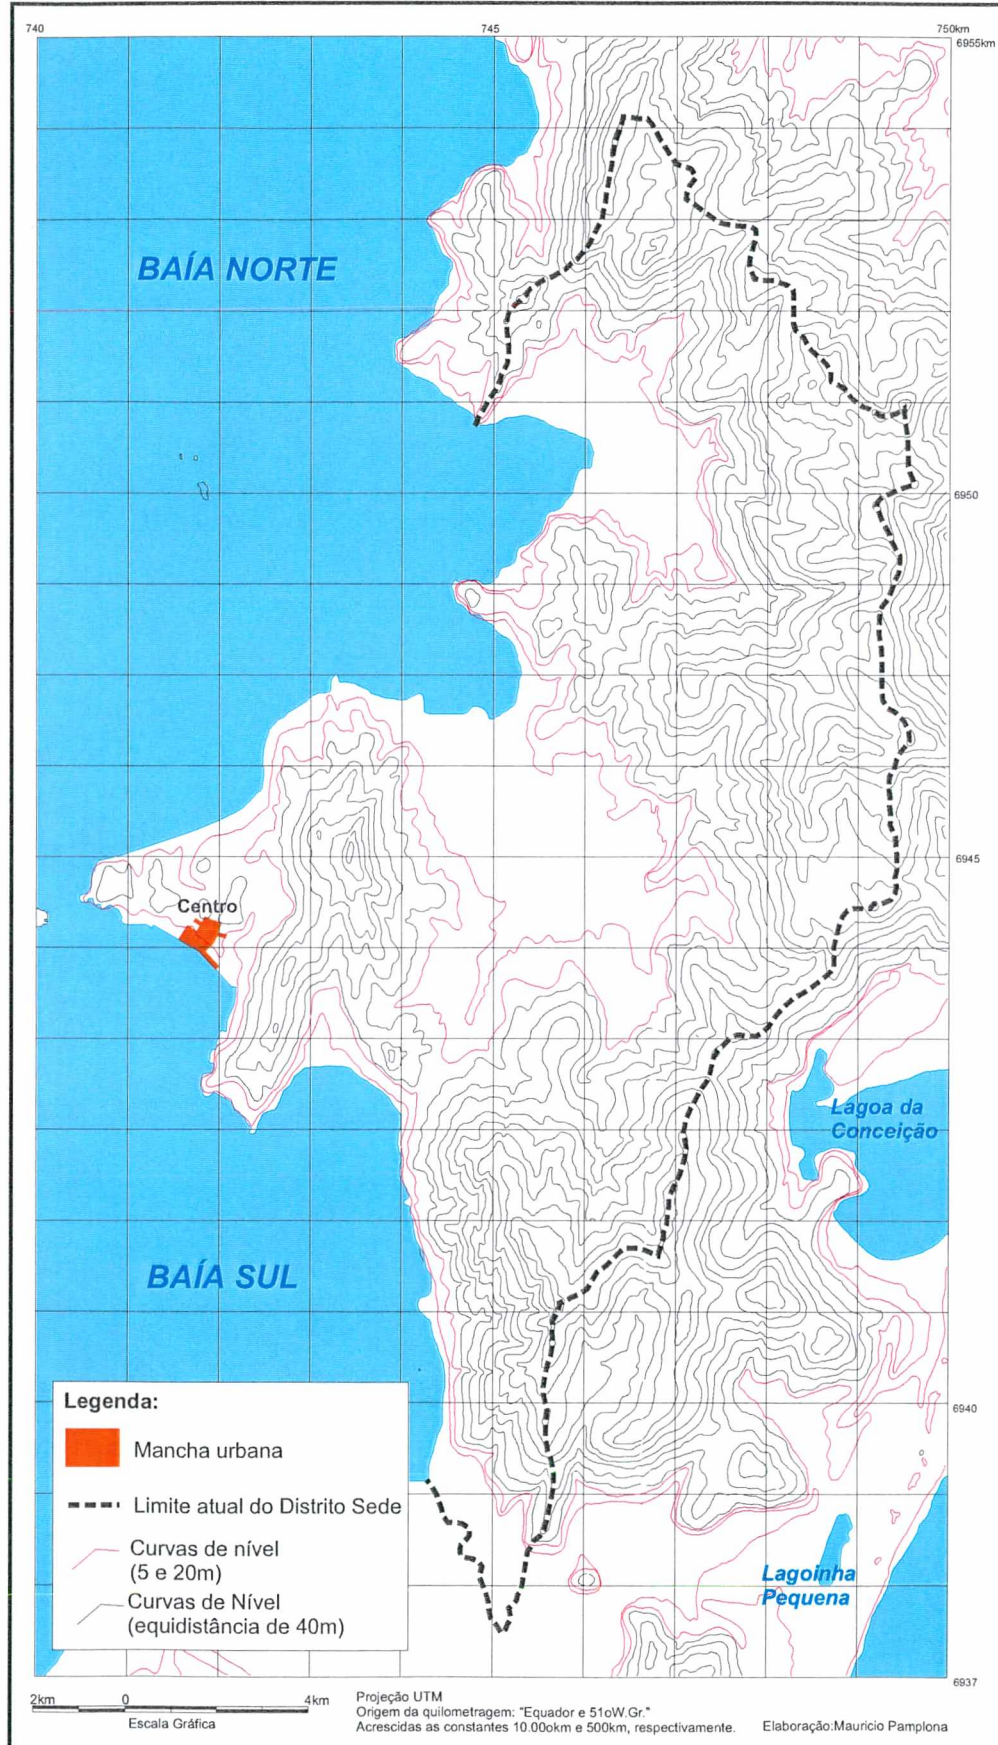 740
745
750km
6955km
BAÍA NORTE
6950
6945
Centro
Lagoa da
Conceição
BAÍA SUL
6940
Legenda:
Mancha urbana
Limite atual do Distrito Sede
Curvas de nível
(5 e 20m)
Curvas de Nível
(equidistância de 40m)
Lagoinha
Pequena
6937
2km
0
4km
Escala Gráfica
Projeção UTM
Origem da quilometragem: "Equador e 51oW.Gr."
Acrescidas as constantes 10.00okm e 500km, respectivamente.
Elaboração:Mauricio Pamplona